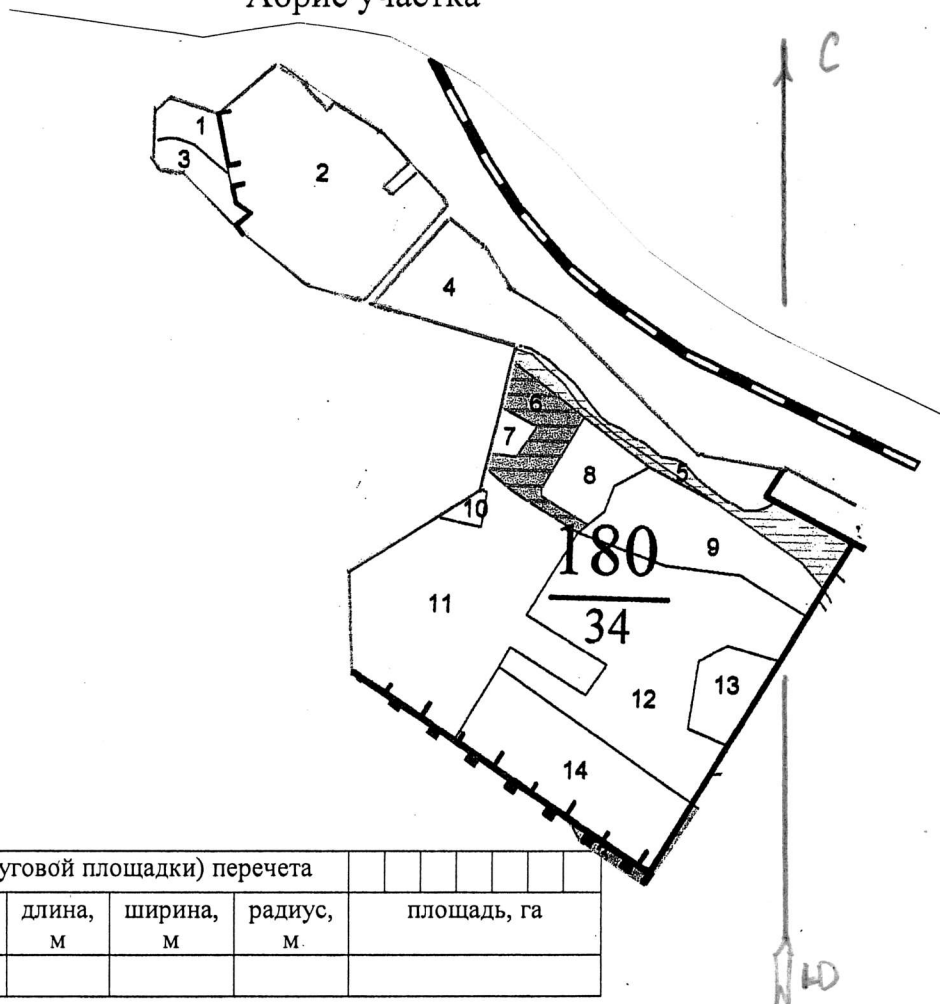 Абрис участка
С
1
2
3
4
5
6
7
8
9
10
11
12
13
14
180
34
уговой площадки) перечета
длина, м
ширина, м
радиус, м
площадь, га
Ю